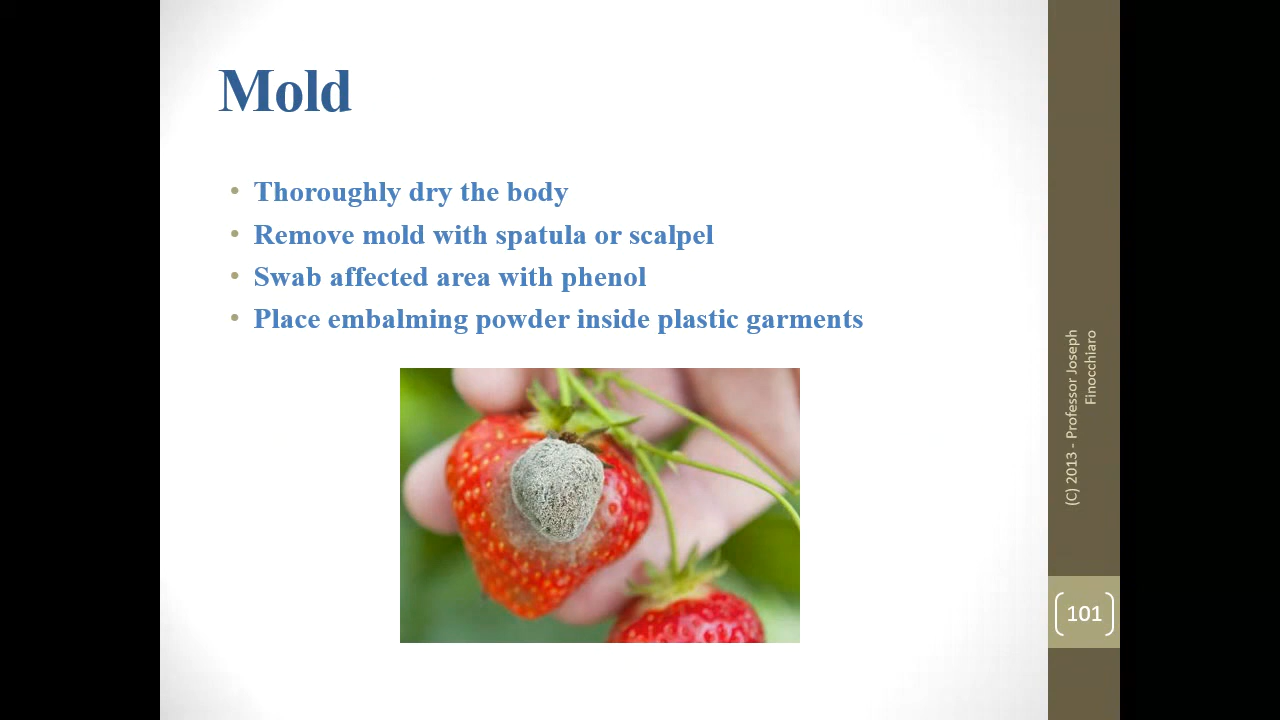 Mold
• Thoroughly dry the body
• Remove mold with spatula or scalpel
• Swab affected area with phenol
• Place embalming powder inside plastic garments
(C) 2013 - Professor Joseph
Finocchiaro
101